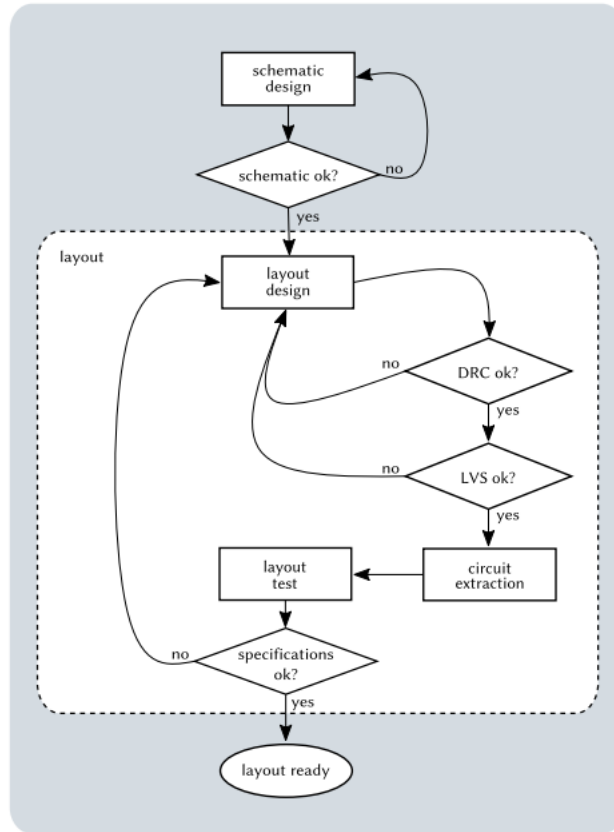 schematic
design
schematic ok?
no
yes
layout
layout
design
no
DRC ok?
yes
no
LVS ok?
yes
layout
test
circuit
extraction
no
specifications
ok?
yes
layout ready